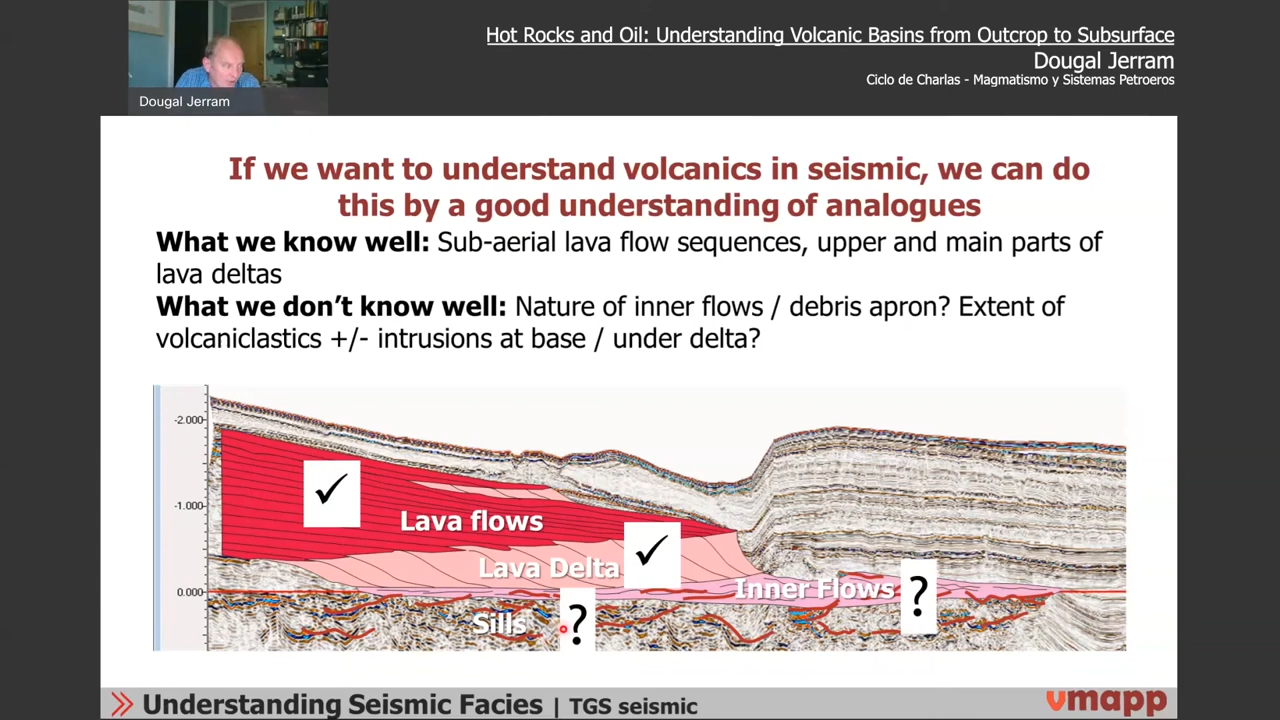 Hot Rocks and Oil: Understanding Volcanic Basins from Outcrop to Subsurface
Dougal Jerram
Ciclo de Charlas - Magmatismo y Sistemas Petroeros
Dougal Jerram
If we want to understand volcanics in seismic, we can do
this by a good understanding of analogues
What we know well: Sub-aerial lava flow sequences, upper and main parts of
lava deltas
What we don't know well: Nature of inner flows / debris apron? Extent of
volcaniclastics +/- intrusions at base / under delta?
-2.000
-1.000
0.000
✓
Lava flows
✓
Lava Delta
Inner Flows
?
Sills
?
Understanding Seismic Facies | TGS seismic
vmapp